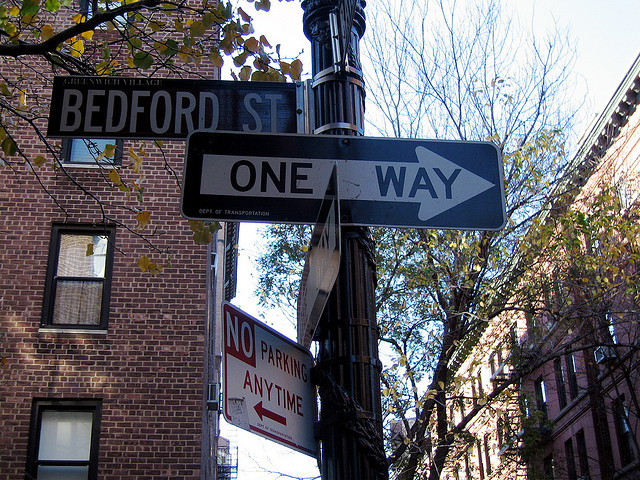 GREENWICH VILLAGE
BEDFORD ST
ONE WAY
DEPT OF TRANSPORTATION
NO PARKING
ANYTIME